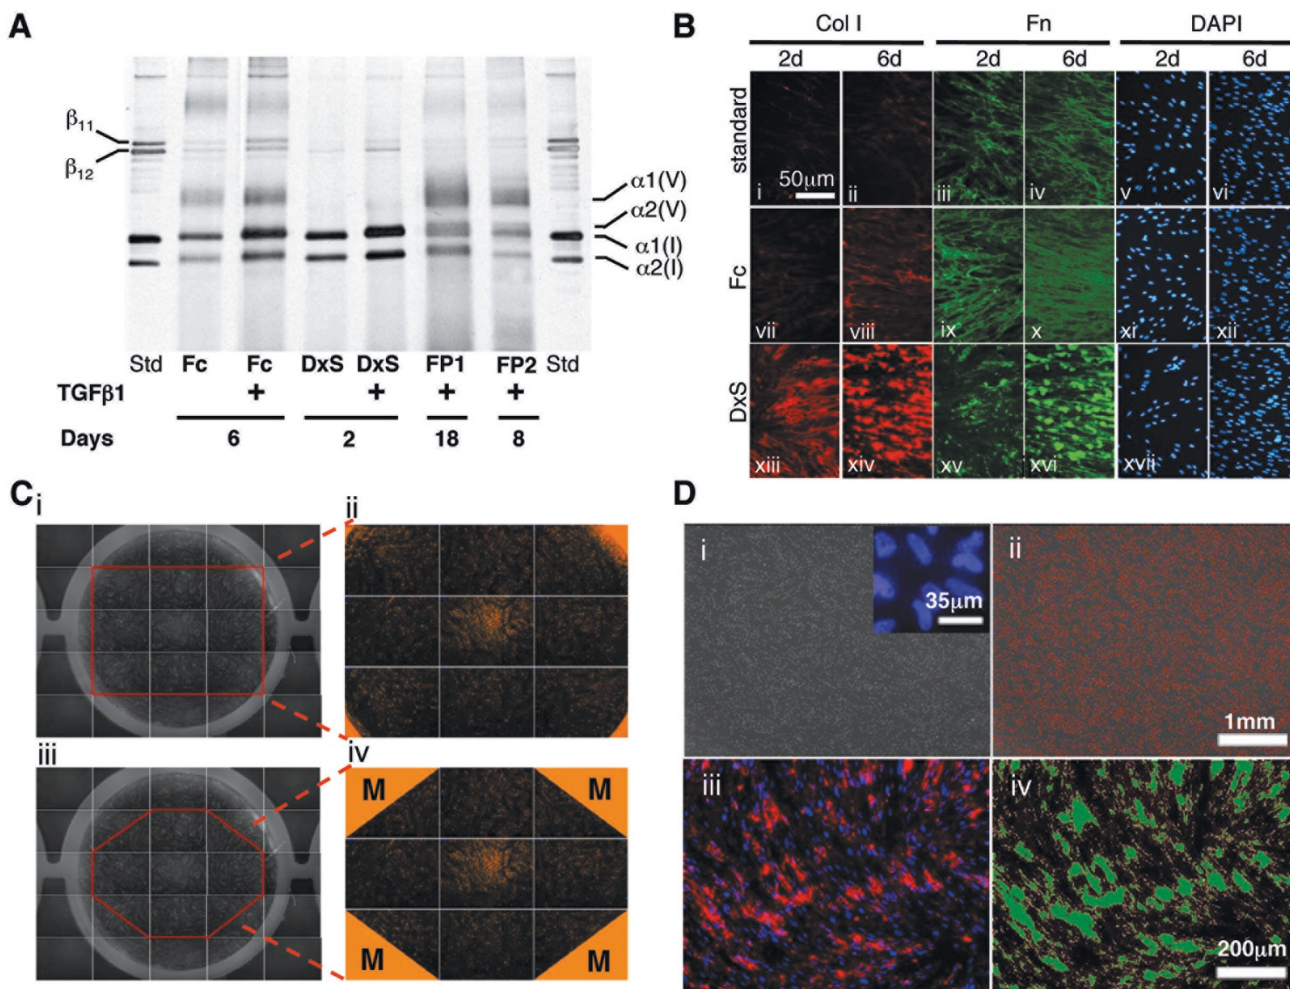 A
β11
β12
α1(V)
α2(V)
α1(I)
α2(I)
Std Fc Fc DxS DxS FP1 FP2 Std
TGFβ1 + + + +
Days 6 2 18 8
B
Col I Fn DAPI
2d 6d 2d 6d 2d 6d
standard
50μm
i ii iii iv v vi
Fc
vii viii ix x xi xii
DxS
xiii xiv xv xvi xvii
C
i ii
iii iv
M M
M M
D
i ii
35μm
1mm
iii iv
200μm